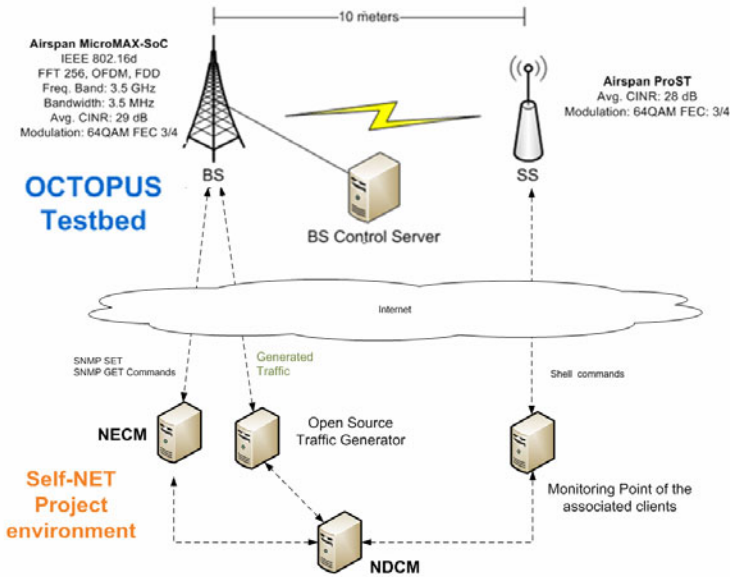 10 meters
Airspan MicroMAX-SoC
IEEE 802.16d
FFT 256, OFDM, FDD
Freq. Band: 3.5 GHz
Bandwidth: 3.5 MHz
Avg. CINR: 29 dB
Modulation: 64QAM FEC 3/4
Airspan ProST
Avg. CINR: 28 dB
Modulation: 64QAM FEC: 3/4
BS
SS
OCTOPUS
Testbed
BS Control Server
Internet
SNMP SET
SNMP GET Commands
Generated
Traffic
Shell commands
NECM
Open Source
Traffic Generator
Self-NET
Project
environment
Monitoring Point of the
associated clients
NDCM